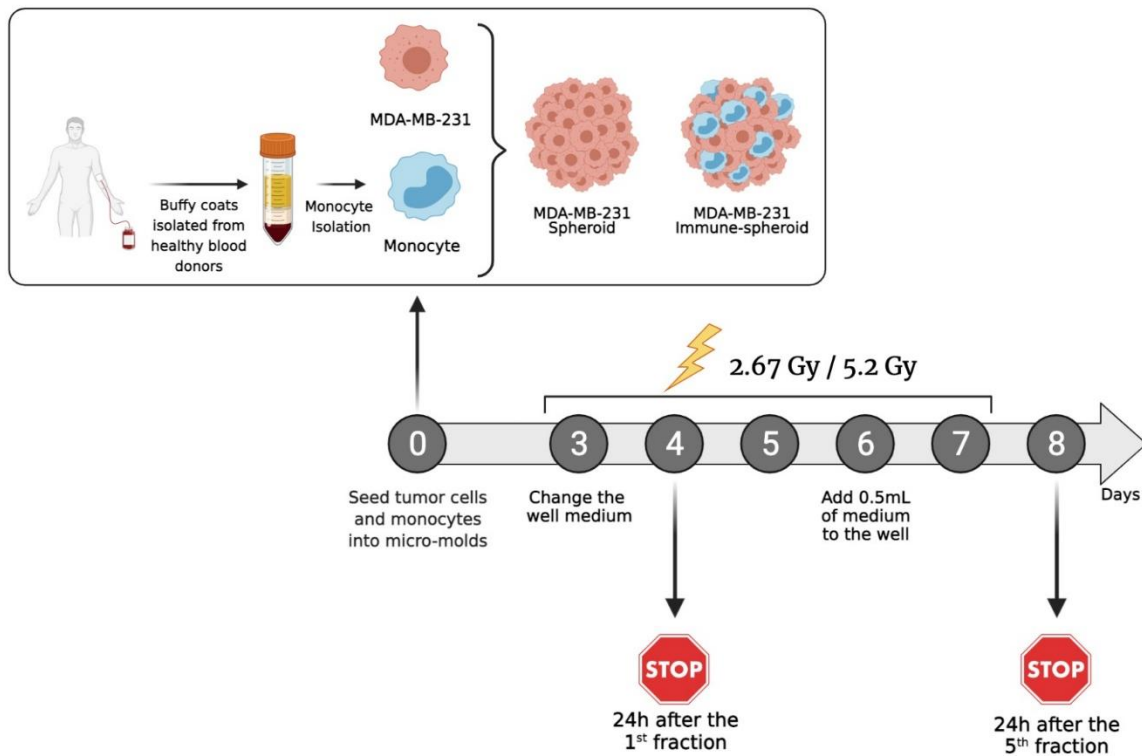 MDA-MB-231
Buffy coats
isolated from
healthy blood
donors
Monocyte
Isolation
Monocyte
MDA-MB-231
Spheroid
MDA-MB-231
Immune-spheroid
2.67 Gy / 5.2 Gy
0
3
4
5
6
7
8
Days
Seed tumor cells
and monocytes
into micro-molds
Change the
well medium
Add 0.5mL
of medium
to the well
STOP
24h after the
1st fraction
STOP
24h after the
5th fraction